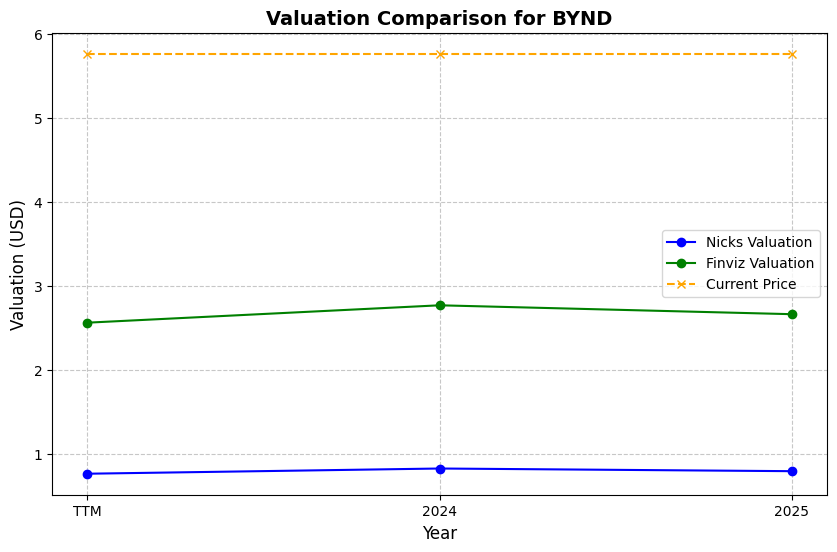 Valuation Comparison for BYND
6
5
4
3
2
1
Valuation (USD)
Nicks Valuation
Finviz Valuation
Current Price
TTM 2024 2025
Year